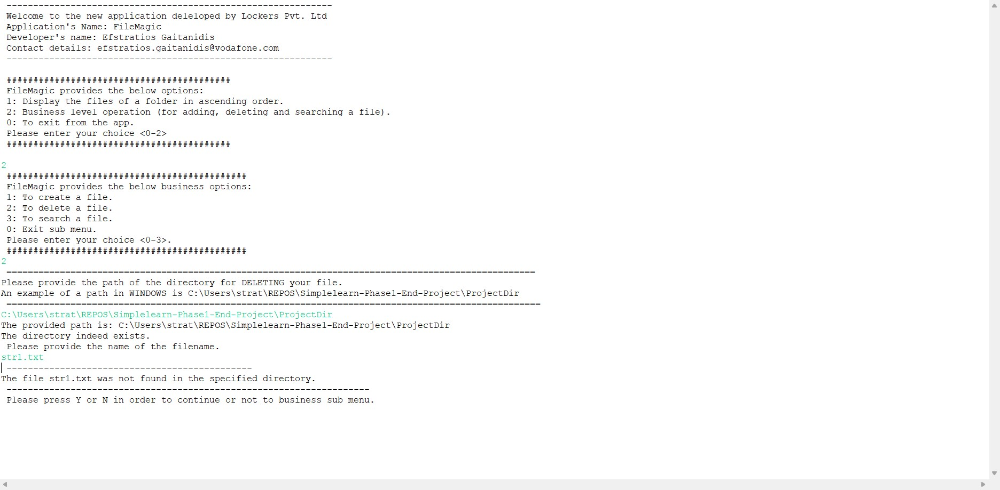 -------------------------------------------------------------
Welcome to the new application deleloped by Lockers Pvt. Ltd
Application's Name: FileMagic
Developer's name: Efstratios Gaitanidis
Contact details: efstratios.gaitanidis@vodafone.com
-------------------------------------------------------------
##########################################
FileMagic provides the below options:
1: Display the files of a folder in ascending order.
2: Business level operation (for adding, deleting and searching a file).
0: To exit from the app.
Please enter your choice <0-2>
##########################################
2
#############################################
FileMagic provides the below business options:
1: To create a file.
2: To delete a file.
3: To search a file.
0: Exit sub menu.
Please enter your choice <0-3>.
#############################################
2
===================================================================================================
Please provide the path of the directory for DELETING your file.
An example of a path in WINDOWS is C:\Users\strat\REPOS\Simplelearn-Phase1-End-Project\ProjectDir
====================================================================================================
C:\Users\strat\REPOS\Simplelearn-Phase1-End-Project\ProjectDir
The provided path is: C:\Users\strat\REPOS\Simplelearn-Phase1-End-Project\ProjectDir
The directory indeed exists.
Please provide the name of the filename.
str1.txt
----------------------------------------------
The file str1.txt was not found in the specified directory.
--------------------------------------------------------------------
Please press Y or N in order to continue or not to business sub menu.